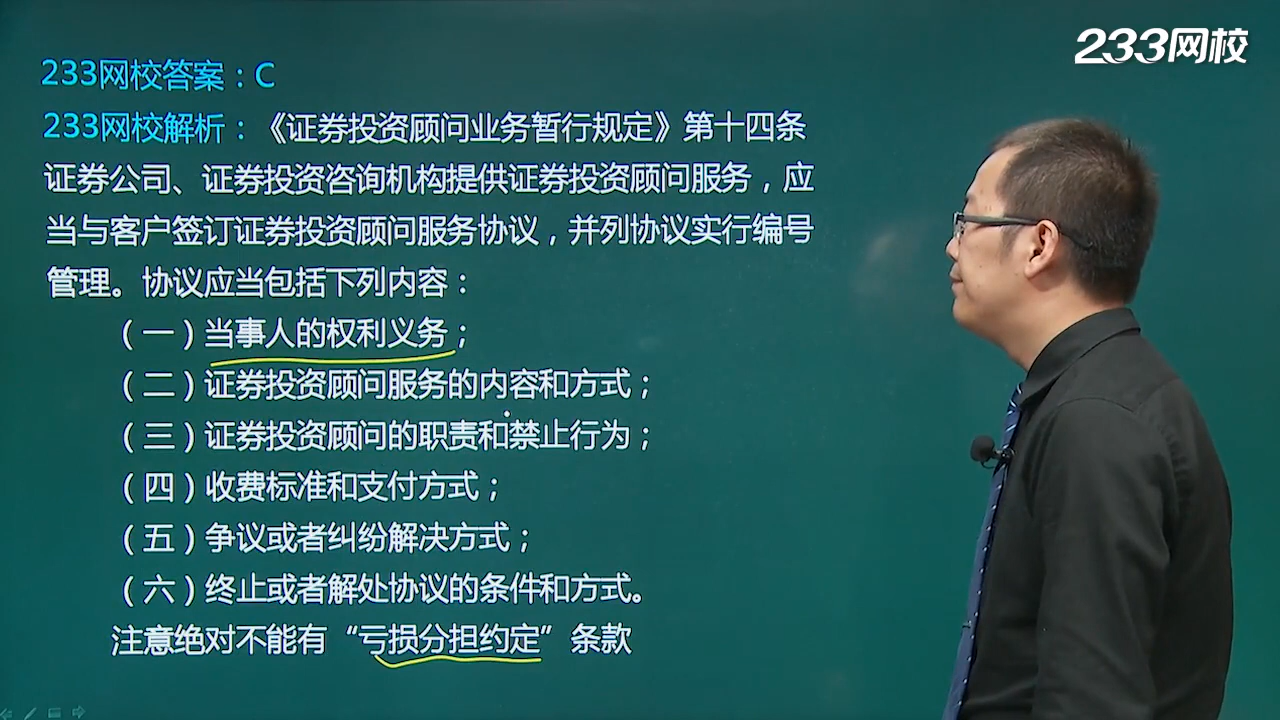 233网校
233网校答案：C
233网校解析：《证券投资顾问业务暂行规定》第十四条
证券公司、证券投资咨询机构提供证券投资顾问服务，应
当与客户签订证券投资顾问服务协议，并列协议实行编号
管理。协议应当包括下列内容：
（一）当事人的权利义务；
（二）证券投资顾问服务的内容和方式；
（三）证券投资顾问的职责和禁止行为；
（四）收费标准和支付方式；
（五）争议或者纠纷解决方式；
（六）终止或者解处协议的条件和方式。
注意绝对不能有“亏损分担约定”条款